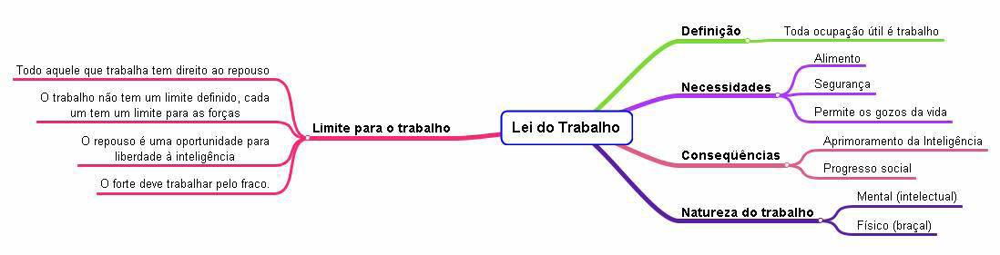 Lei do Trabalho
Definição
Toda ocupação útil é trabalho
Necessidades
Alimento
Segurança
Permite os gozos da vida
Conseqüências
Aprimoramento da Inteligência
Progresso social
Natureza do trabalho
Mental (intelectual)
Físico (braçal)
Limite para o trabalho
Todo aquele que trabalha tem direito ao repouso
O trabalho não tem um limite definido, cada
um tem um limite para as forças
O repouso é uma oportunidade para
liberdade à inteligência
O forte deve trabalhar pelo fraco.